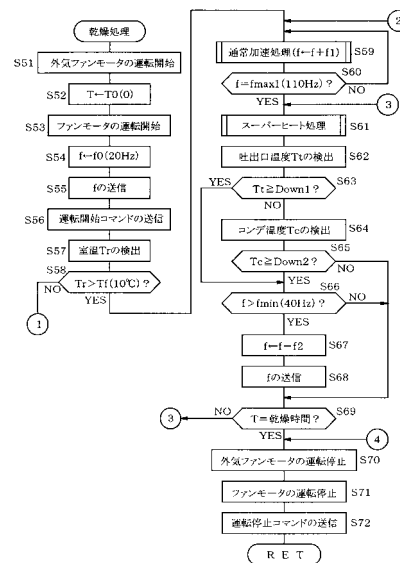 乾燥処理
S51
外気ファンモータの運転開始
S52
T←T0(0)
S53
ファンモータの運転開始
S54
f←f0(20Hz)
S55
fの送信
S56
運転開始コマンドの送信
S57
室温Trの検出
S58
Tr>Tf(10℃)?
NO
YES
1
2
通常加速処理(f←f+f1)
S59
S60
f=fmax1(110Hz)?
NO
YES
3
スーパーヒート処理
S61
吐出口温度Ttの検出
S62
YES
Tt≧Down1?
S63
NO
コンデ温度Tcの検出
S64
S65
Tc≧Down2?
NO
YES
S66
f>fmin(40Hz)?
NO
YES
f←f−f2
S67
fの送信
S68
3
NO
T=乾燥時間?
S69
YES
4
外気ファンモータの運転停止
S70
ファンモータの運転停止
S71
運転停止コマンドの送信
S72
RET